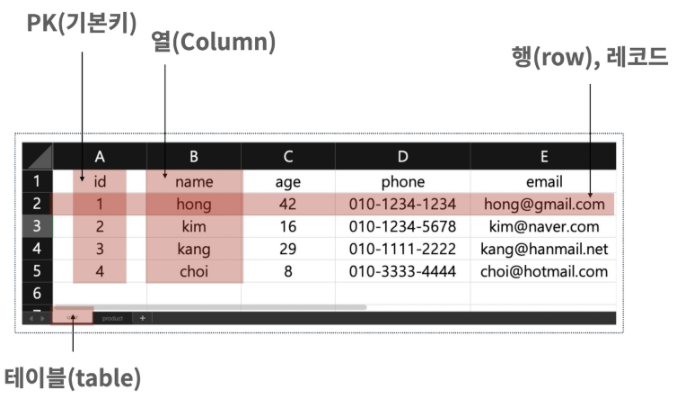 PK(기본키)
열(Column)
행(row), 레코드
A B C D E
1 id name age phone email
2 1 hong 42 010-1234-1234 hong@gmail.com
3 2 kim 16 010-1234-5678 kim@naver.com
4 3 kang 29 010-1111-2222 kang@hanmail.net
5 4 choi 8 010-3333-4444 choi@hotmail.com
6
product +
테이블(table)